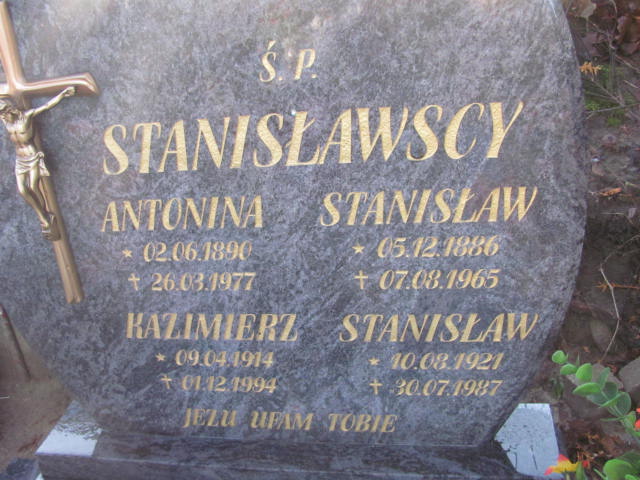 Ś. P.
STANISŁAWSCY
ANTONINA STANISŁAW
* 02.06.1890 * 05.12.1886
✝ 26.03.1977 ✝ 07.08.1965
KAZIMIERZ STANISŁAW
* 09.04.1914 * 10.08.1921
✝ 01.12.1994 ✝ 30.07.1987
JEZU UFAM TOBIE